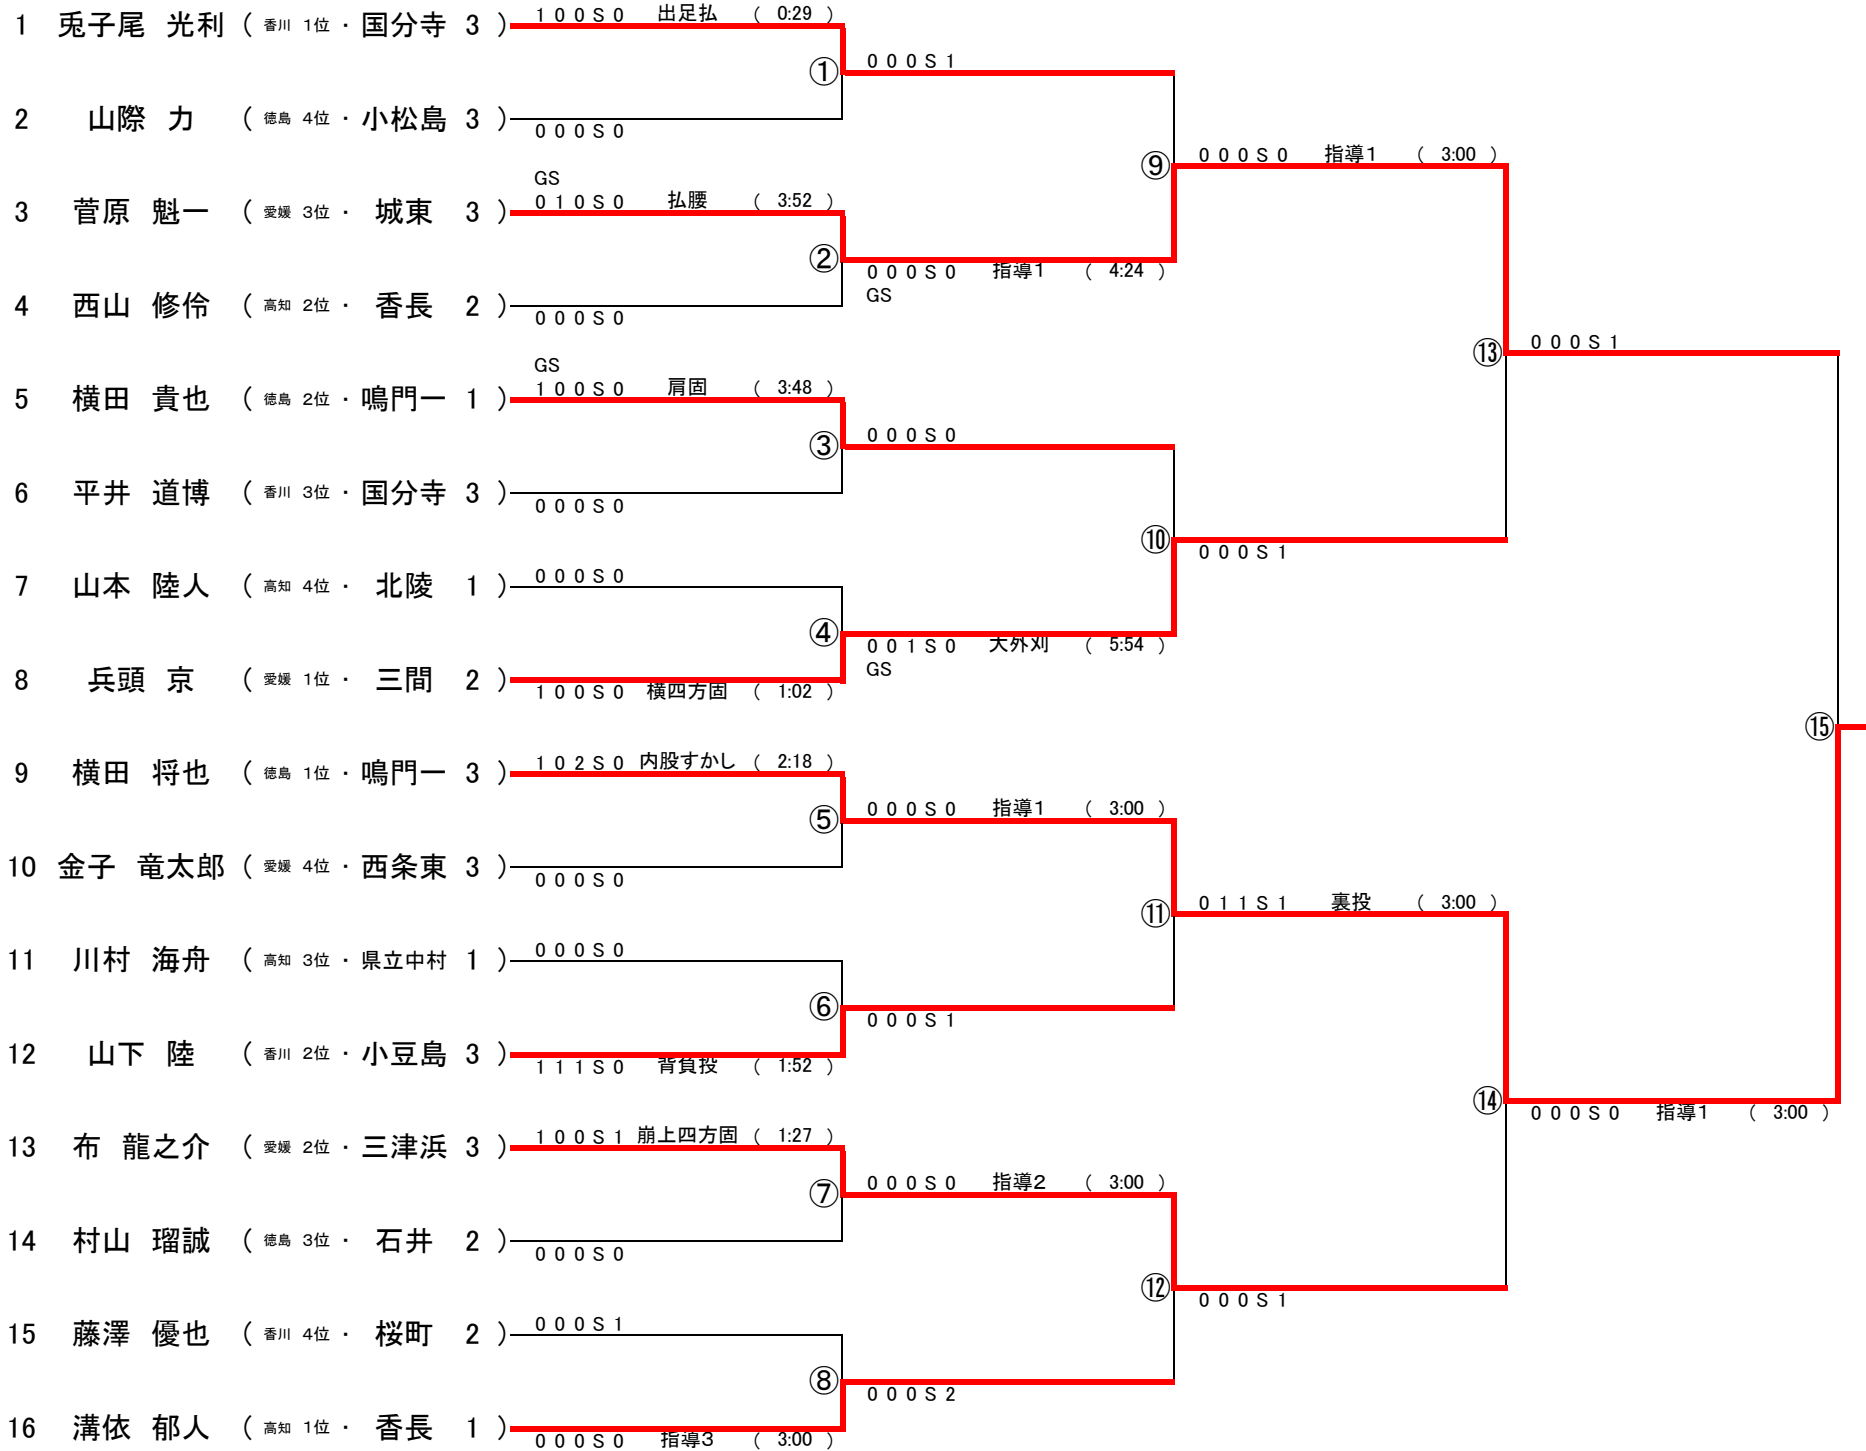 1 兎子尾 光利 ( 香川 1位 ・ 国分寺 3 ) 1 0 0 S 0 出足払 ( 0:29 )
① 0 0 0 S 1
2 山際 力 ( 徳島 4位 ・ 小松島 3 ) 0 0 0 S 0
⑨ 0 0 0 S 0 指導1 ( 3:00 )
GS
3 菅原 魁一 ( 愛媛 3位 ・ 城東 3 ) 0 1 0 S 0 払腰 ( 3:52 )
② 0 0 0 S 0 指導1 ( 4:24 )
GS
4 西山 修伶 ( 高知 2位 ・ 香長 2 ) 0 0 0 S 0
⑬ 0 0 0 S 1
GS
5 横田 貴也 ( 徳島 2位 ・ 鳴門一 1 ) 1 0 0 S 0 肩固 ( 3:48 )
③ 0 0 0 S 0
6 平井 道博 ( 香川 3位 ・ 国分寺 3 ) 0 0 0 S 0
⑩ 0 0 0 S 1
7 山本 陸人 ( 高知 4位 ・ 北陵 1 ) 0 0 0 S 0
④ 0 0 1 S 0 大外刈 ( 5:54 )
GS
8 兵頭 京 ( 愛媛 1位 ・ 三間 2 ) 1 0 0 S 0 横四方固 ( 1:02 )
⑮
9 横田 将也 ( 徳島 1位 ・ 鳴門一 3 ) 1 0 2 S 0 内股すかし ( 2:18 )
⑤ 0 0 0 S 0 指導1 ( 3:00 )
10 金子 竜太郎 ( 愛媛 4位 ・ 西条東 3 ) 0 0 0 S 0
⑪ 0 1 1 S 1 裏投 ( 3:00 )
11 川村 海舟 ( 高知 3位 ・ 県立中村 1 ) 0 0 0 S 0
⑥ 0 0 0 S 1
12 山下 陸 ( 香川 2位 ・ 小豆島 3 ) 1 1 1 S 0 背負投 ( 1:52 )
⑭ 0 0 0 S 0 指導1 ( 3:00 )
13 布 龍之介 ( 愛媛 2位 ・ 三津浜 3 ) 1 0 0 S 1 崩上四方固 ( 1:27 )
⑦ 0 0 0 S 0 指導2 ( 3:00 )
14 村山 瑠誠 ( 徳島 3位 ・ 石井 2 ) 0 0 0 S 0
⑫ 0 0 0 S 1
15 藤澤 優也 ( 香川 4位 ・ 桜町 2 ) 0 0 0 S 1
⑧ 0 0 0 S 2
16 溝依 郁人 ( 高知 1位 ・ 香長 1 ) 0 0 0 S 0 指導3 ( 3:00 )